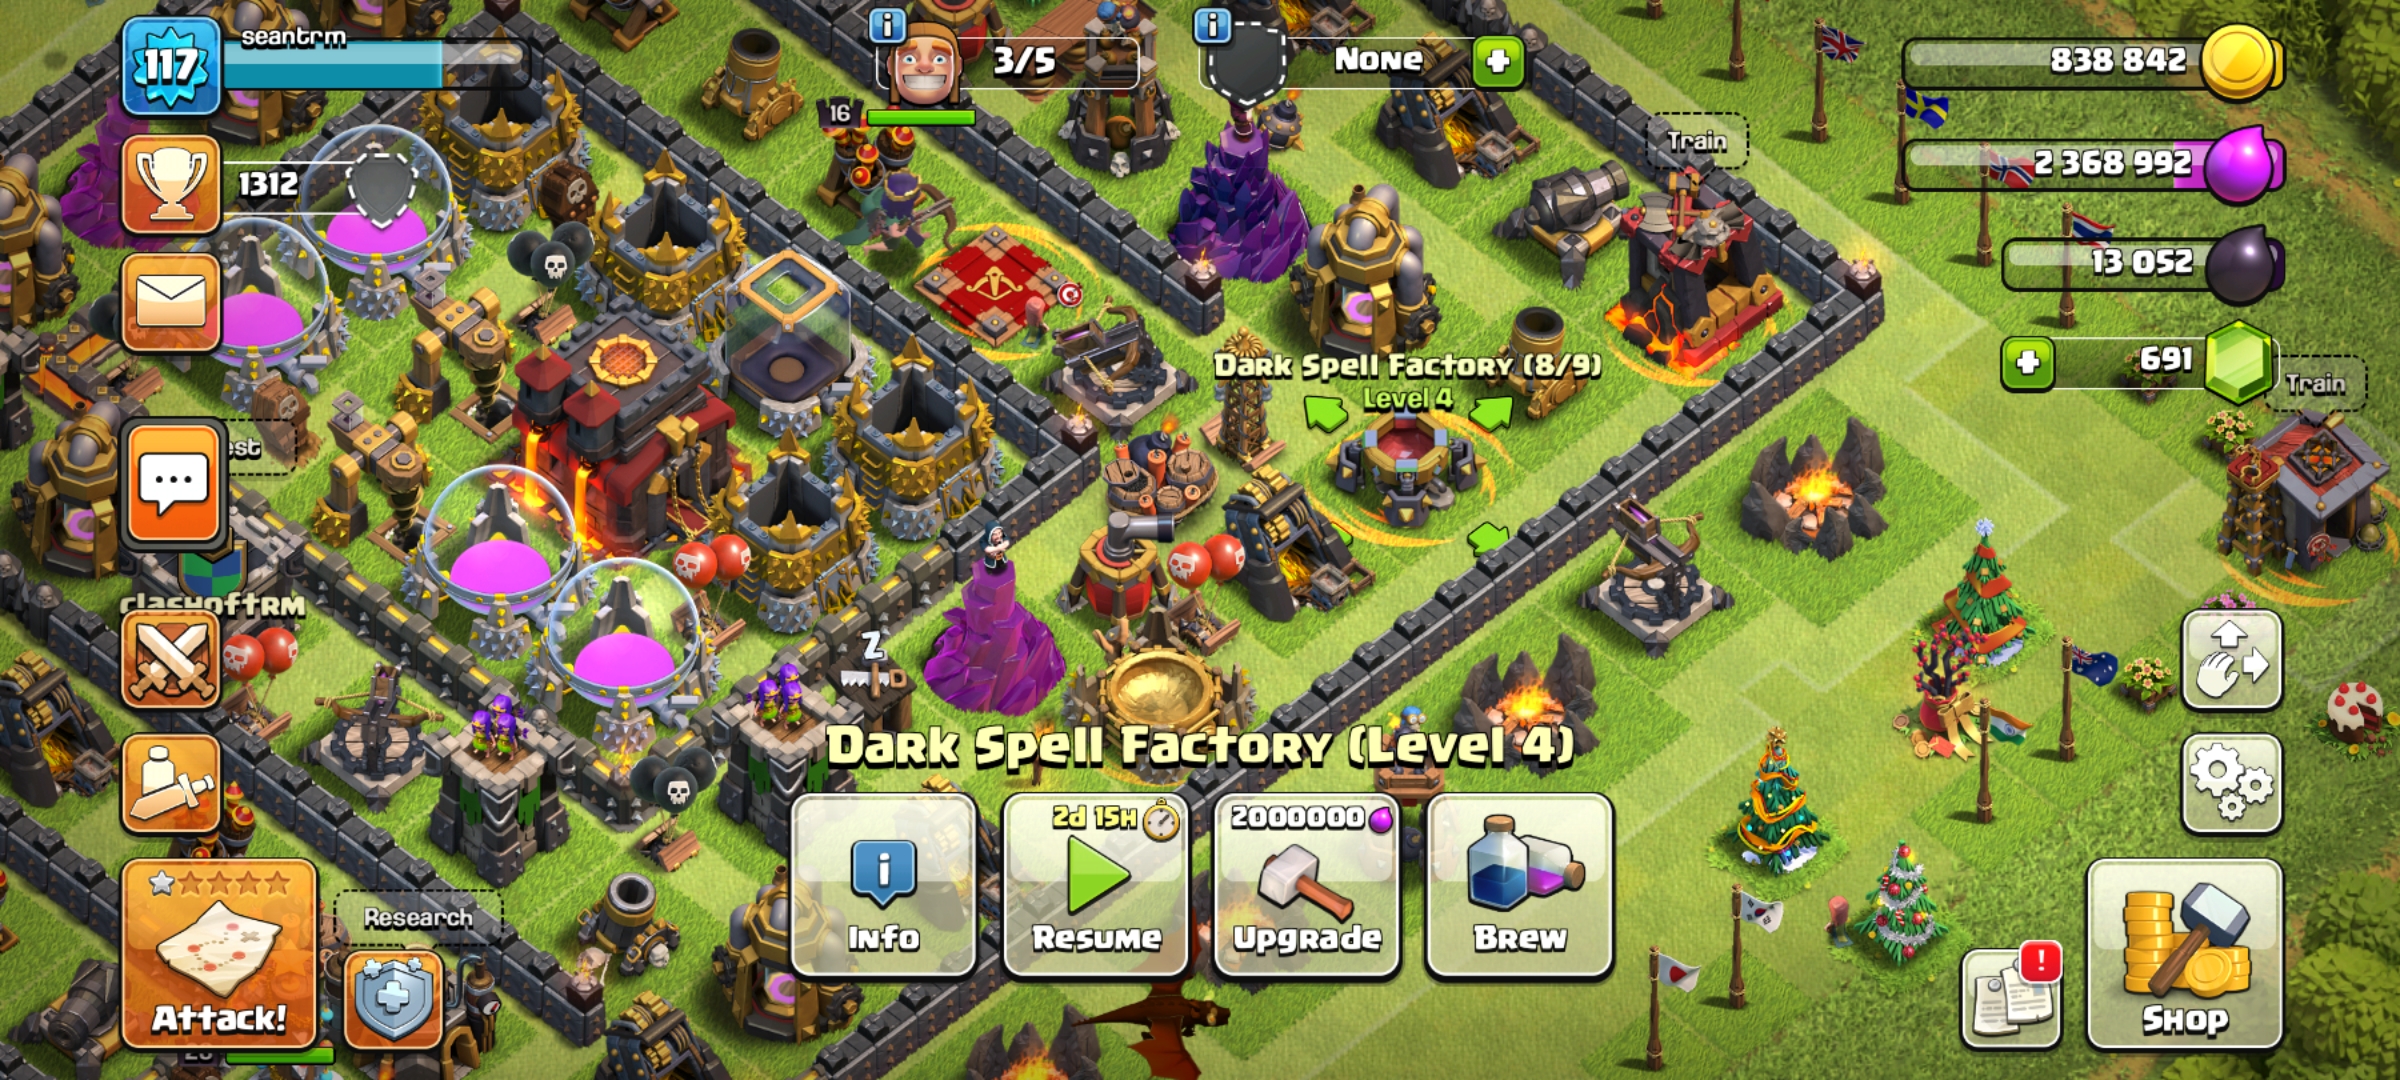 117
seantrm
3/5
None
838 842
16
Train
1312
2 368 992
13 052
Dark Spell Factory (8/9)
Level 4
691
Train
est
clashoftRM
Z
Dark Spell Factory (Level 4)
2d 15H
2000000
Info
Resume
Upgrade
Brew
Research
Attack!
!
Shop